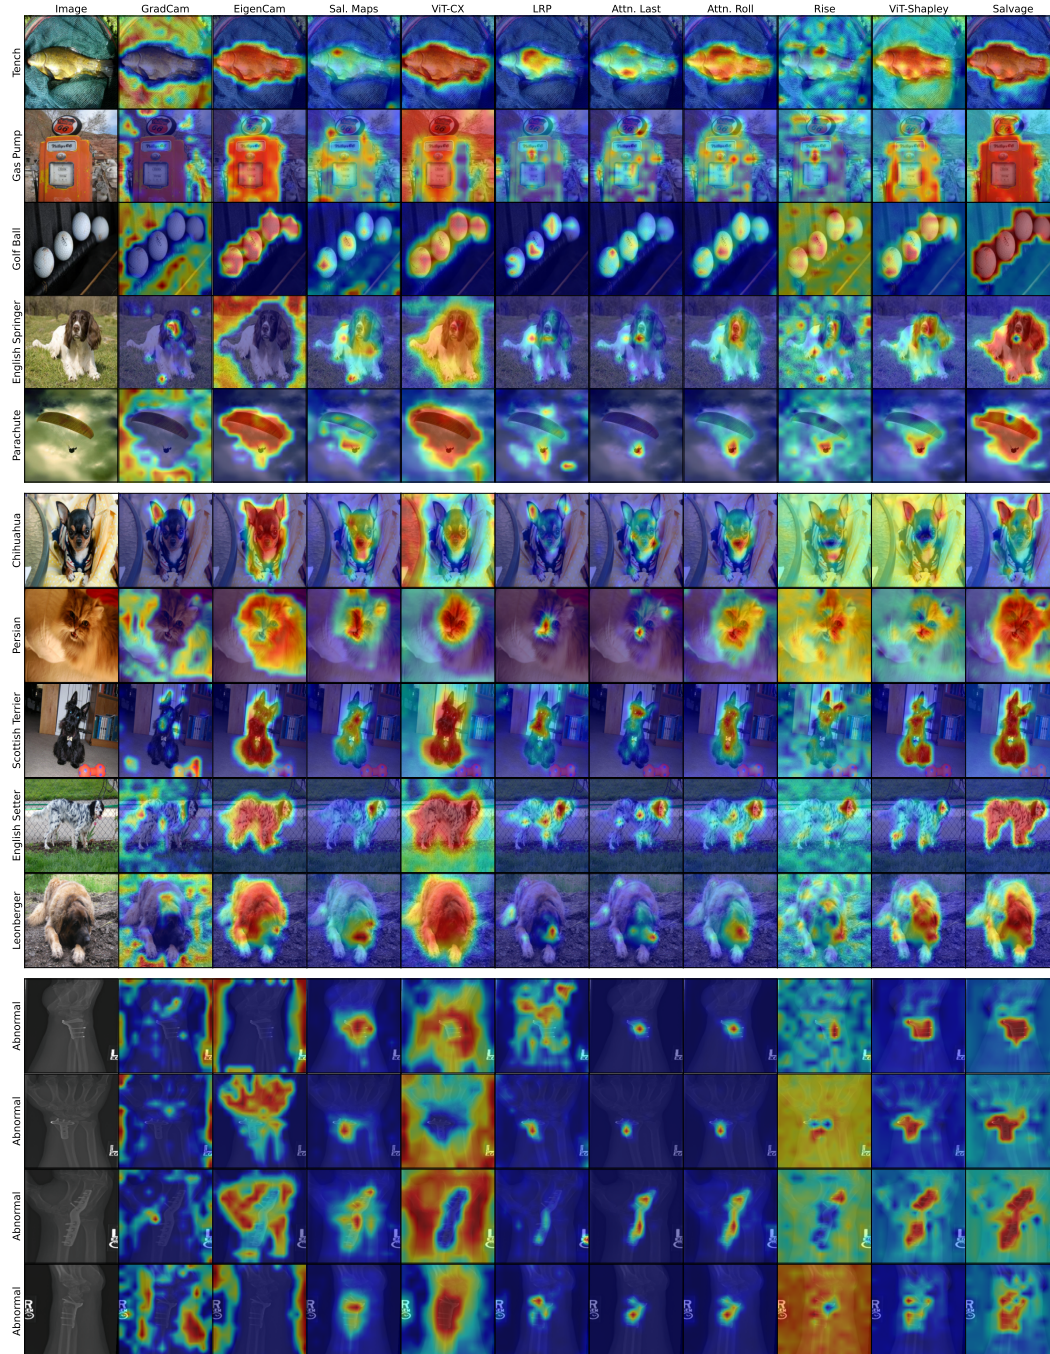 Image GradCam EigenCam Sal. Maps ViT-CX LRP Attn. Last Attn. Roll Rise ViT-Shapley Salvage
Tench
Gas Pump
Golf Ball
English Springer
Parachute
Chihuahua
Persian
Scottish Terrier
English Setter
Leonberger
Abnormal
Abnormal
Abnormal
Abnormal